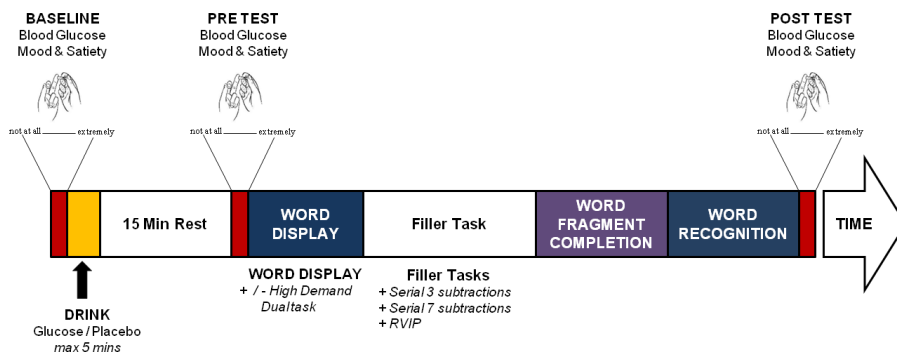 BASELINE
Blood Glucose
Mood & Satiety
not at all ________ extremely
PRE TEST
Blood Glucose
Mood & Satiety
not at all ________ extremely
POST TEST
Blood Glucose
Mood & Satiety
not at all ________ extremely
15 Min Rest
WORD
DISPLAY
Filler Task
WORD
FRAGMENT
COMPLETION
WORD
RECOGNITION
TIME
DRINK
Glucose / Placebo
max 5 mins
WORD DISPLAY
+ / - High Demand
Dualtask
Filler Tasks
+ Serial 3 subtractions
+ Serial 7 subtractions
+ RVIP